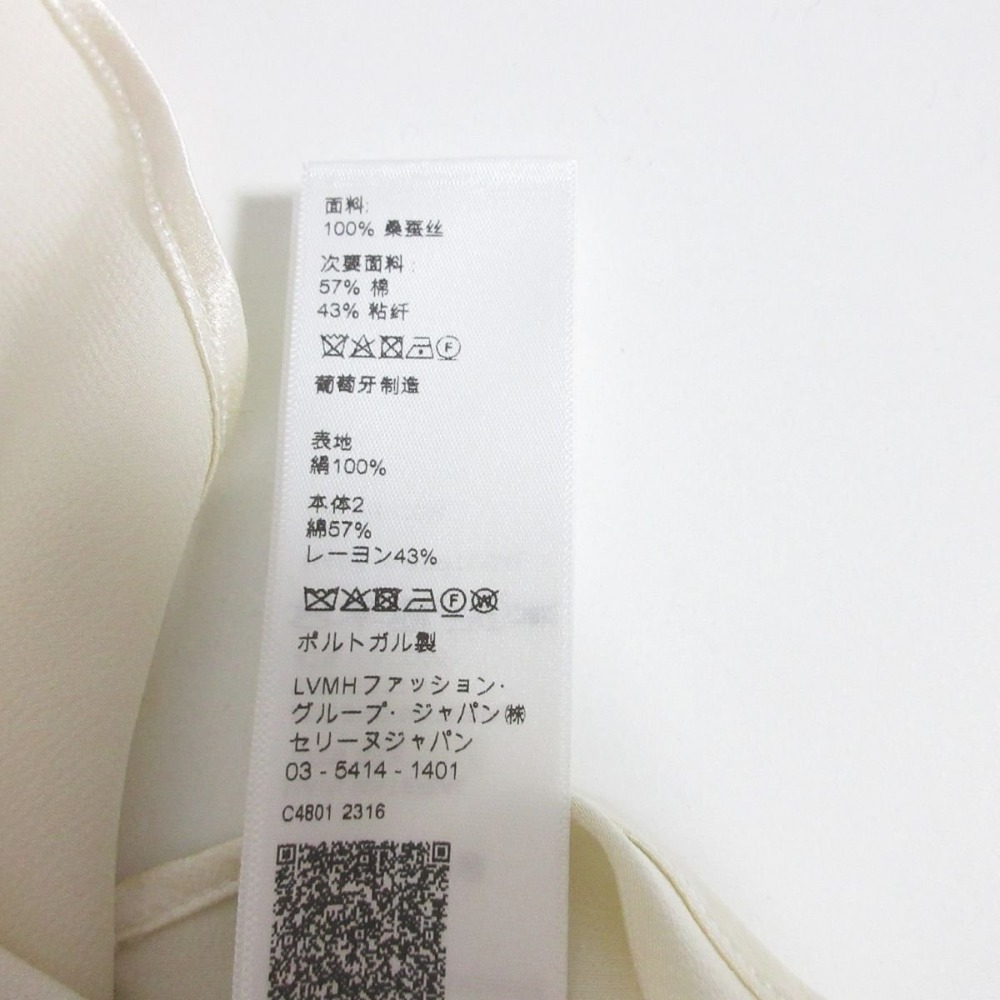 面料:
100% 桑蚕丝
次要面料:
57% 棉
43% 粘纤
F
葡萄牙制造
表地
絹100%
本体2
綿57%
レーヨン43%
F W
ポルトガル製
LVMHファッション・
グループ・ジャパン㈱
セリーヌジャパン
03 - 5414 - 1401
C4801 2316